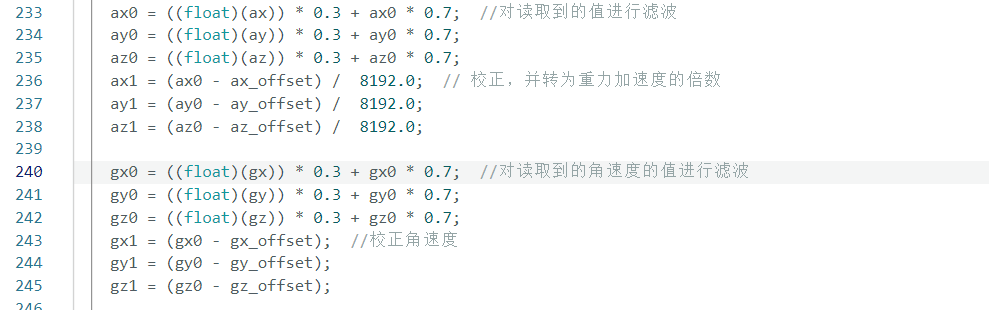 233 ax0 = ((float)(ax)) * 0.3 + ax0 * 0.7;  //对读取到的值进行滤波
234 ay0 = ((float)(ay)) * 0.3 + ay0 * 0.7;
235 az0 = ((float)(az)) * 0.3 + az0 * 0.7;
236 ax1 = (ax0 - ax_offset) /  8192.0;  // 校正，并转为重力加速度的倍数
237 ay1 = (ay0 - ay_offset) /  8192.0;
238 az1 = (az0 - az_offset) /  8192.0;
239
240 gx0 = ((float)(gx)) * 0.3 + gx0 * 0.7;  //对读取到的角速度的值进行滤波
241 gy0 = ((float)(gy)) * 0.3 + gy0 * 0.7;
242 gz0 = ((float)(gz)) * 0.3 + gz0 * 0.7;
243 gx1 = (gx0 - gx_offset);  //校正角速度
244 gy1 = (gy0 - gy_offset);
245 gz1 = (gz0 - gz_offset);
246